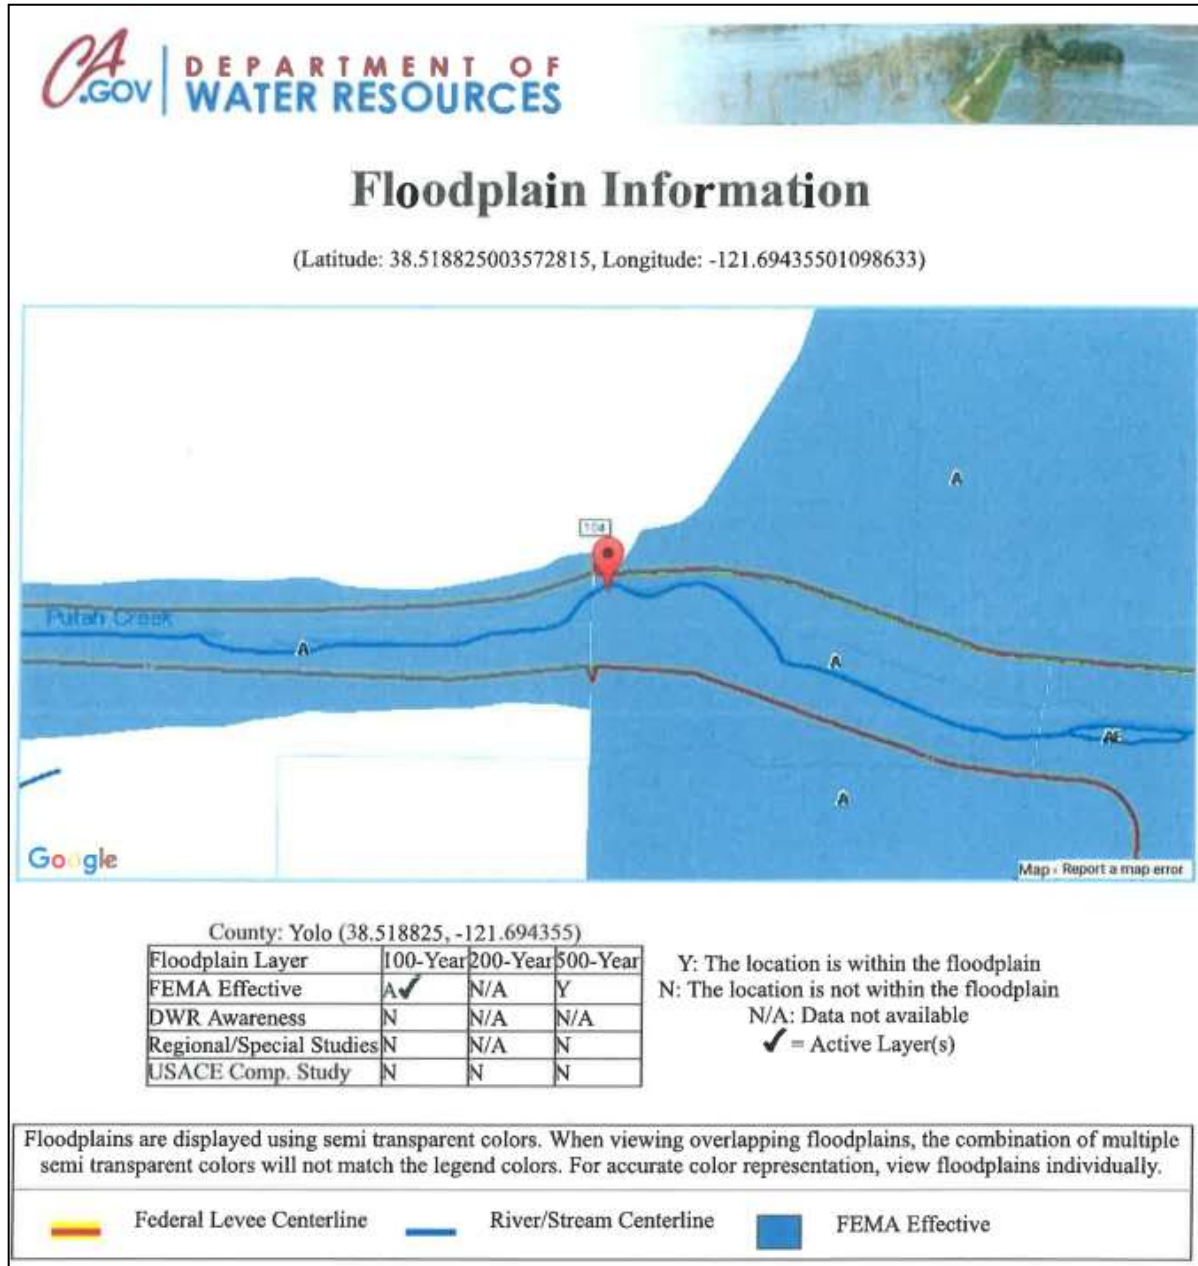 CA
.GOV
DEPARTMENT OF
WATER RESOURCES
Floodplain Information
(Latitude: 38.518825003572815, Longitude: -121.69435501098633)
A
104
Putah Creek
A
A
AE
A
Google
Map - Report a map error
County: Yolo (38.518825, -121.694355)
Floodplain Layer 100-Year 200-Year 500-Year
FEMA Effective A✓ N/A Y
DWR Awareness N N/A N/A
Regional/Special Studies N N/A N
USACE Comp. Study N N N
Y: The location is within the floodplain
N: The location is not within the floodplain
N/A: Data not available
✓ = Active Layer(s)
Floodplains are displayed using semi transparent colors. When viewing overlapping floodplains, the combination of multiple
semi transparent colors will not match the legend colors. For accurate color representation, view floodplains individually.
Federal Levee Centerline River/Stream Centerline FEMA Effective